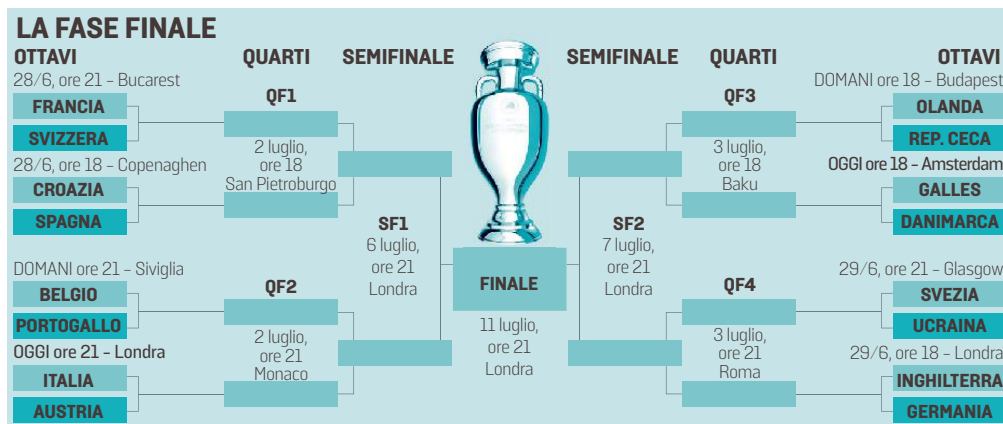 LA FASE FINALE
OTTAVI
QUARTI
SEMIFINALE
SEMIFINALE
QUARTI
OTTAVI
28/6, ore 21 – Bucarest
FRANCIA
SVIZZERA
28/6, ore 18 – Copenaghen
CROAZIA
SPAGNA
DOMANI ore 21 – Siviglia
BELGIO
PORTOGALLO
OGGI ore 21 – Londra
ITALIA
AUSTRIA
QF1
2 luglio,
ore 18
San Pietroburgo
QF2
2 luglio,
ore 21
Monaco
SF1
6 luglio,
ore 21
Londra
FINALE
11 luglio,
ore 21
Londra
SF2
7 luglio,
ore 21
Londra
QF3
3 luglio,
ore 18
Baku
QF4
3 luglio,
ore 21
Roma
DOMANI ore 18 – Budapest
OLANDA
REP. CECA
OGGI ore 18 – Amsterdam
GALLES
DANIMARCA
29/6, ore 21 – Glasgow
SVEZIA
UCRAINA
29/6, ore 18 – Londra
INGHILTERRA
GERMANIA